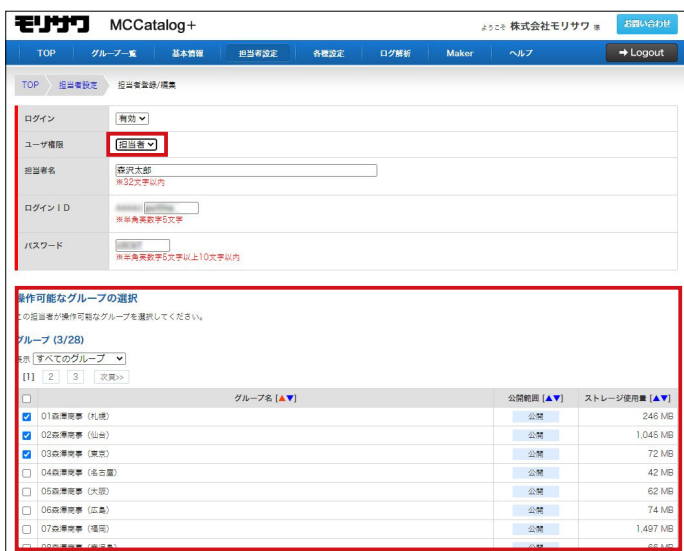 モリサワ MCCatalog+ ようこそ 株式会社モリサワ 様 お問い合わせ
TOP グループ一覧 基本情報 担当者設定 各種設定 ログ解析 Maker ヘルプ ➔ Logout
TOP 担当者設定 担当者登録/編集
ログイン 有効
ユーザ権限 担当者
担当者名 森沢太郎
※32文字以内
ログインID
※半角英数字5文字
パスワード
※半角英数字5文字以上10文字以内
操作可能なグループの選択
この担当者が操作可能なグループを選択してください。
グループ (3/28)
表示 すべてのグループ
[1] 2 3 次頁>>
グループ名 [▲▼] 公開範囲 [▲▼] ストレージ使用量 [▲▼]
01森澤商事（札幌） 公開 246 MB
02森澤商事（仙台） 公開 1,045 MB
03森澤商事（東京） 公開 72 MB
04森澤商事（名古屋） 公開 42 MB
05森澤商事（大阪） 公開 62 MB
06森澤商事（広島） 公開 74 MB
07森澤商事（福岡） 公開 1,497 MB
08森澤商事（鹿児島） 公開 66 MB